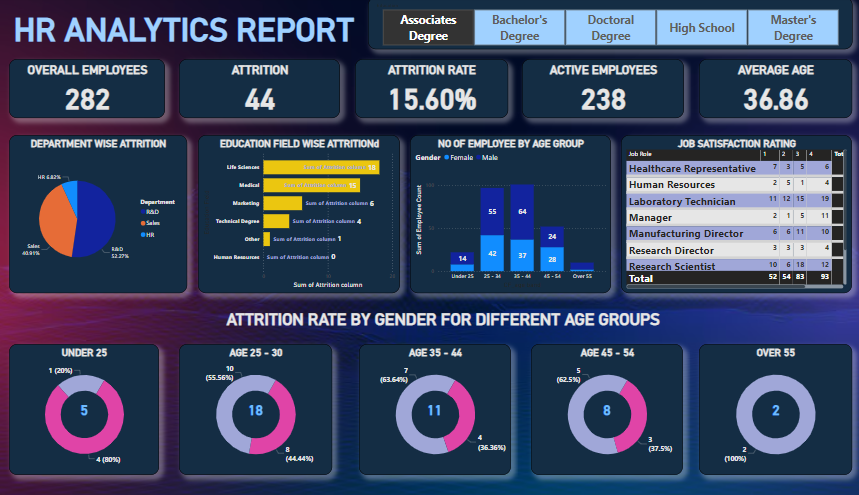 HR ANALYTICS REPORT
Associates Degree
Bachelor's Degree
Doctoral Degree
High School
Master's Degree
OVERALL EMPLOYEES
282
ATTRITION
44
ATTRITION RATE
15.60%
ACTIVE EMPLOYEES
238
AVERAGE AGE
36.86
DEPARTMENT WISE ATTRITION
HR 6.82%
Sales
40.91%
R&D
52.27%
Department
R&D
Sales
HR
EDUCATION FIELD WISE ATTRITIONd
Life Sciences Sum of Attrition column 18
Medical Sum of Attrition column 15
Marketing Sum of Attrition column 6
Technical Degree Sum of Attrition column 4
Other Sum of Attrition column 1
Human Resources Sum of Attrition column 0
Sum of Attrition column
NO OF EMPLOYEE BY AGE GROUP
Gender Female Male
Sum of Employee Count
100
50
0
14
55
42
64
37
24
28
Under 25 25 - 34 35 - 44 45 - 54 Over 55
JOB SATISFACTION RATING
Job Role 1 2 3 4 Tot
Healthcare Representative 7 3 5 6
Human Resources 2 5 1 4
Laboratory Technician 11 12 15 19
Manager 2 1 5 11
Manufacturing Director 6 6 11 10
Research Director 3 3 3 4
Research Scientist 10 6 18 12
Total 52 54 83 93
ATTRITION RATE BY GENDER FOR DIFFERENT AGE GROUPS
UNDER 25
1 (20%)
5
4 (80%)
AGE 25 - 30
10
(55.56%)
18
8
(44.44%)
AGE 35 - 44
7
(63.64%)
11
4
(36.36%)
AGE 45 - 54
5
(62.5%)
8
3
(37.5%)
OVER 55
2
2
(100%)